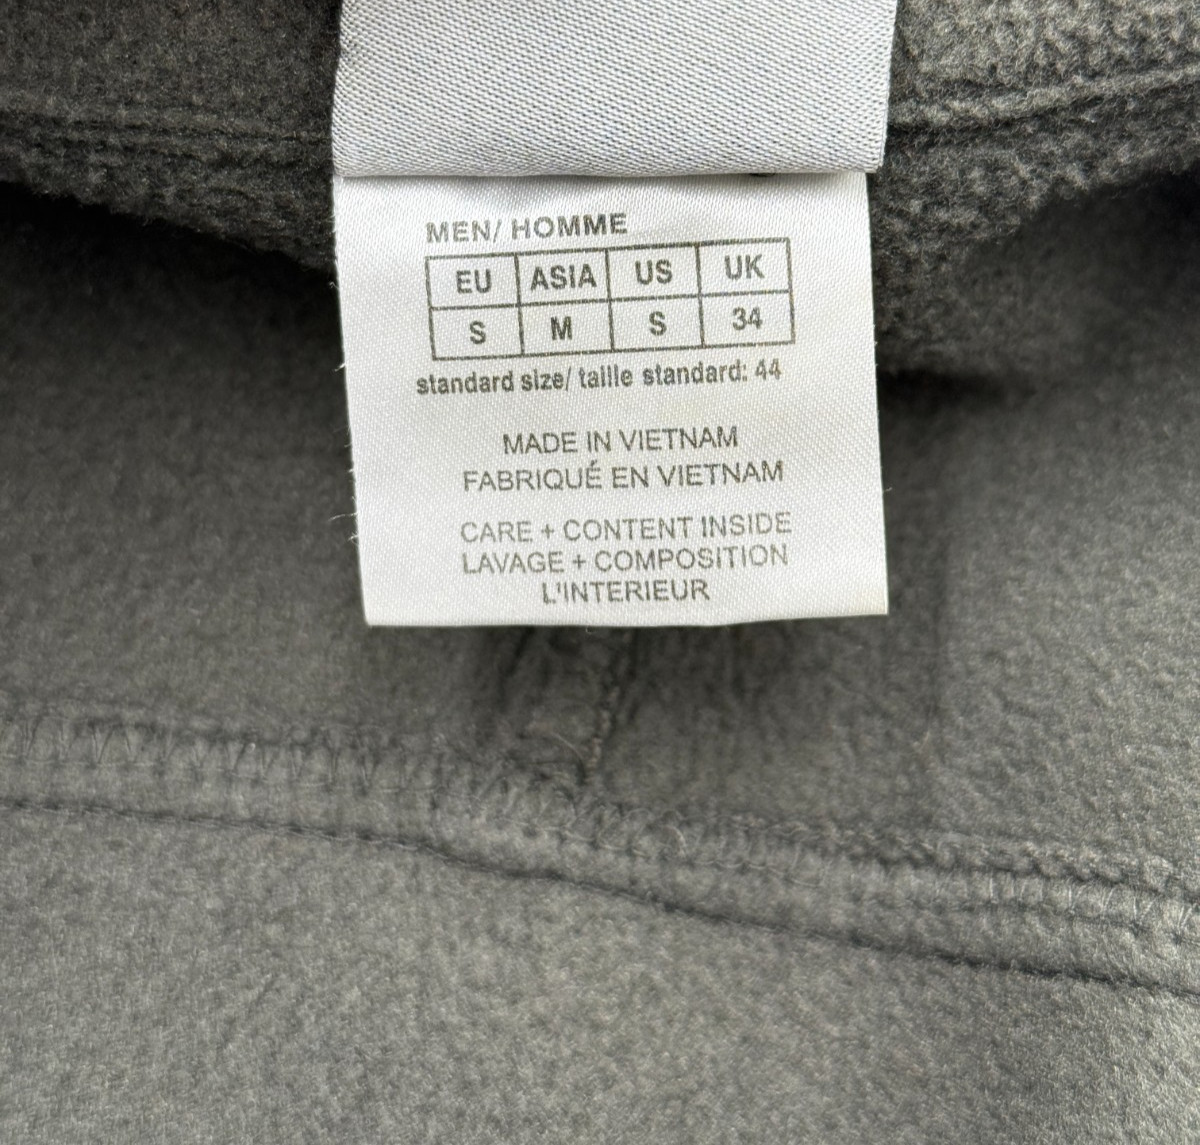 MEN/ HOMME
EU ASIA US UK
S M S 34
standard size/ taille standard: 44
MADE IN VIETNAM
FABRIQUÉ EN VIETNAM
CARE + CONTENT INSIDE
LAVAGE + COMPOSITION
L'INTERIEUR